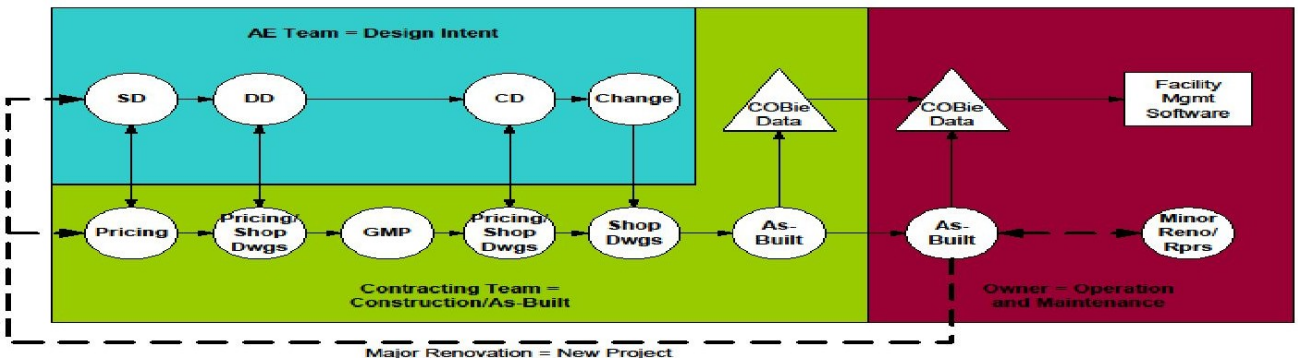 AE Team = Design Intent
SD
DD
CD
Change
COBie
Data
COBie
Data
Facility
Mgmt
Software
Pricing
Pricing/
Shop
Dwgs
GMP
Pricing/
Shop
Dwgs
Shop
Dwgs
As-
Built
As-
Built
Minor
Reno/
Rprs
Contracting Team =
Construction/As-Built
Owner = Operation
and Maintenance
Major Renovation = New Project